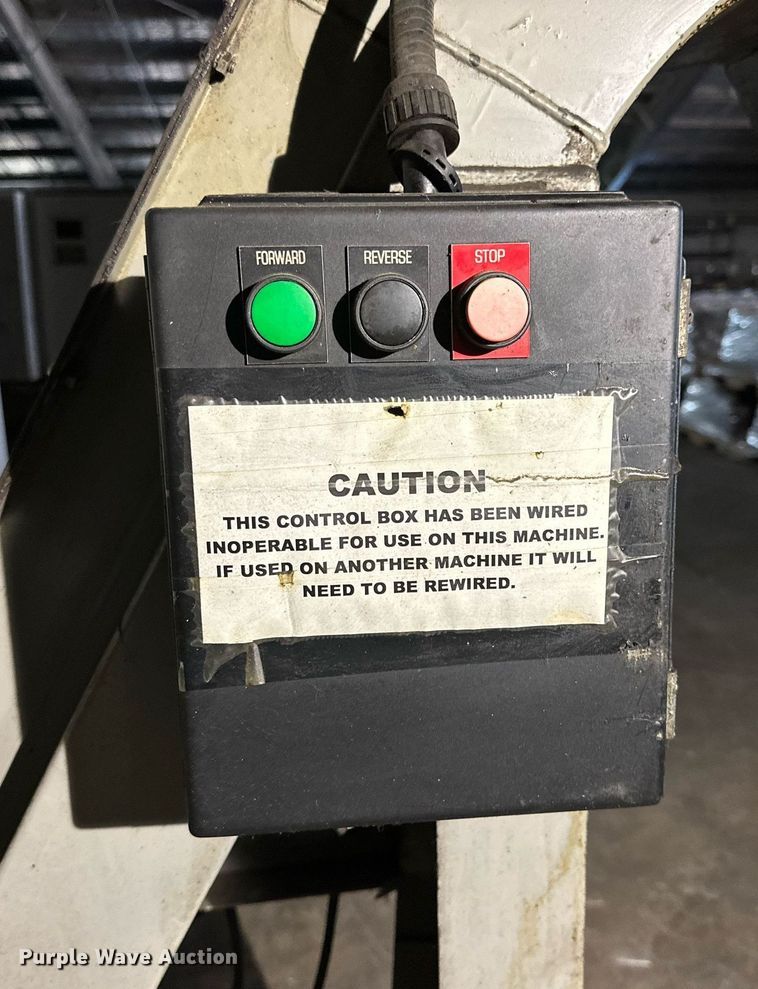 FORWARD REVERSE STOP
CAUTION
THIS CONTROL BOX HAS BEEN WIRED
INOPERABLE FOR USE ON THIS MACHINE.
IF USED ON ANOTHER MACHINE IT WILL
NEED TO BE REWIRED.
Purple Wave Auction